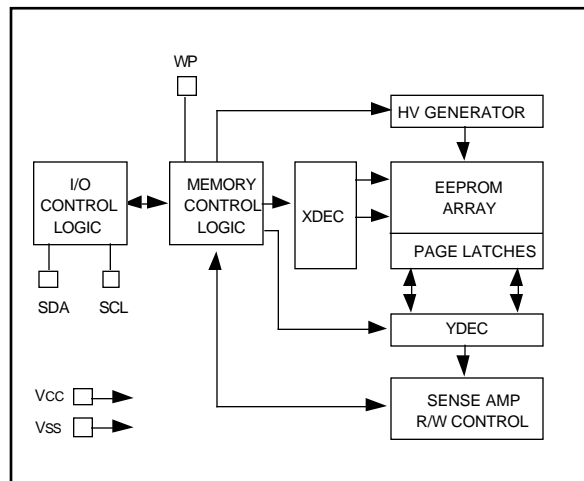 WP
HV GENERATOR
I/O
CONTROL
LOGIC
MEMORY
CONTROL
LOGIC
XDEC
EEPROM
ARRAY
PAGE LATCHES
SDA
SCL
YDEC
VCC
VSS
SENSE AMP
R/W CONTROL